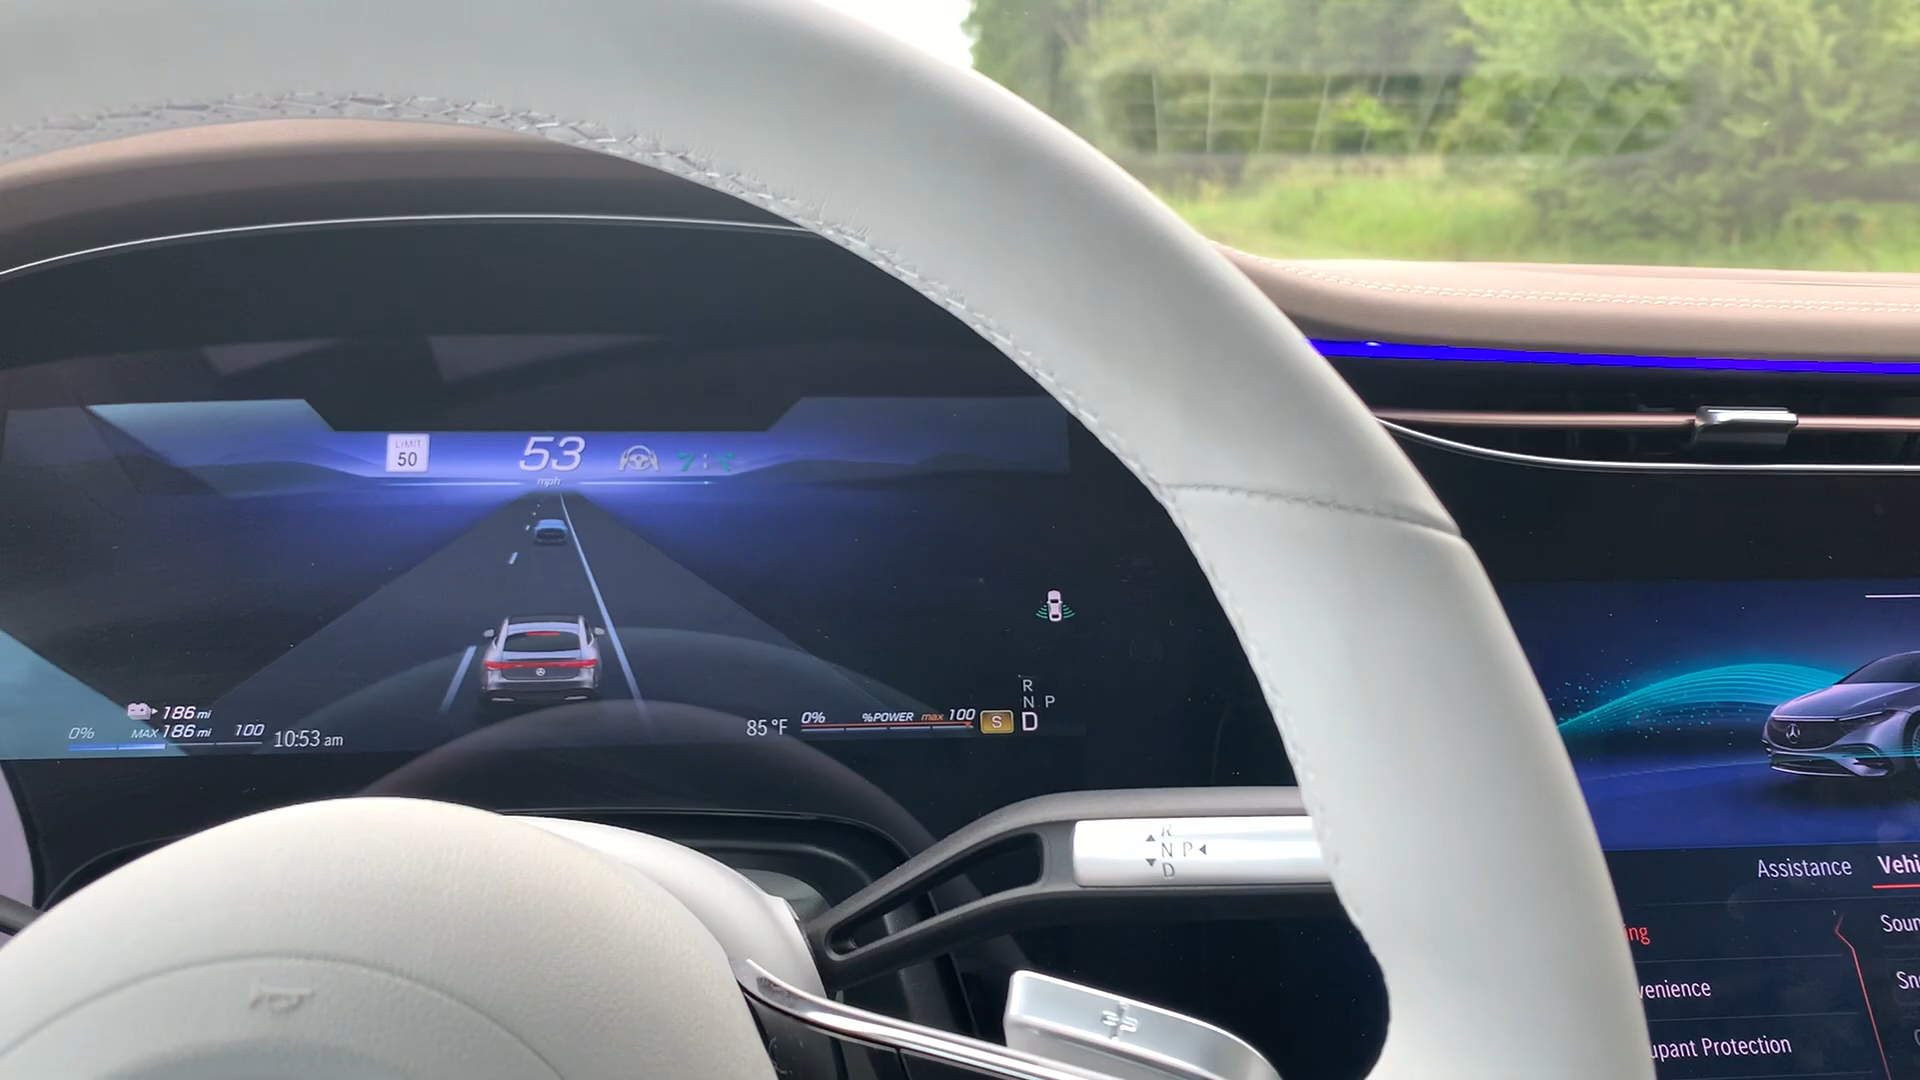 LIMIT
50
53
mph
186 mi
0% MAX 186 mi 100
10:53 am
85 °F
0% %POWER max 100
S
R
N P
D
R
N P
D
Assistance Vehi
ing
venience
upant Protection
Soun
Sn